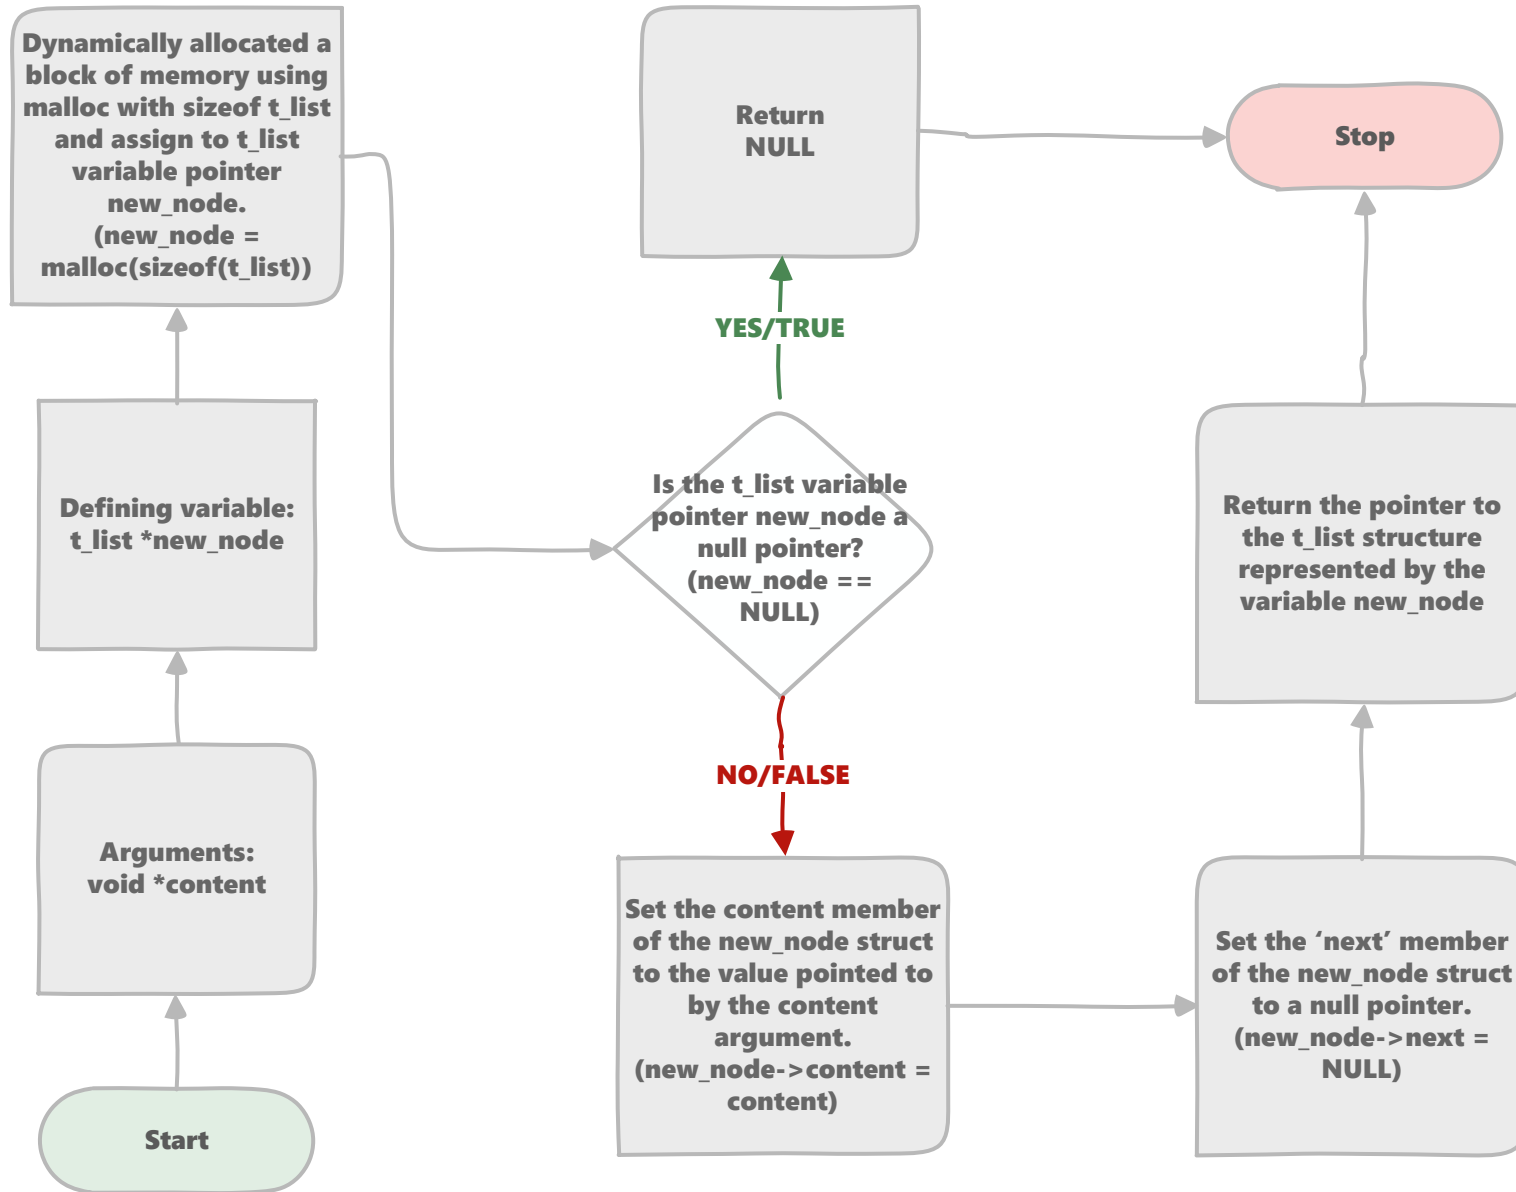 Start
Arguments:
void *content
Defining variable:
t_list *new_node
Dynamically allocated a
block of memory using
malloc with sizeof t_list
and assign to t_list
variable pointer
new_node.
(new_node =
malloc(sizeof(t_list))
Is the t_list variable
pointer new_node a
null pointer?
(new_node ==
NULL)
YES/TRUE
Return
NULL
NO/FALSE
Set the content member
of the new_node struct
to the value pointed to
by the content
argument.
(new_node->content =
content)
Set the ‘next’ member
of the new_node struct
to a null pointer.
(new_node->next =
NULL)
Return the pointer to
the t_list structure
represented by the
variable new_node
Stop